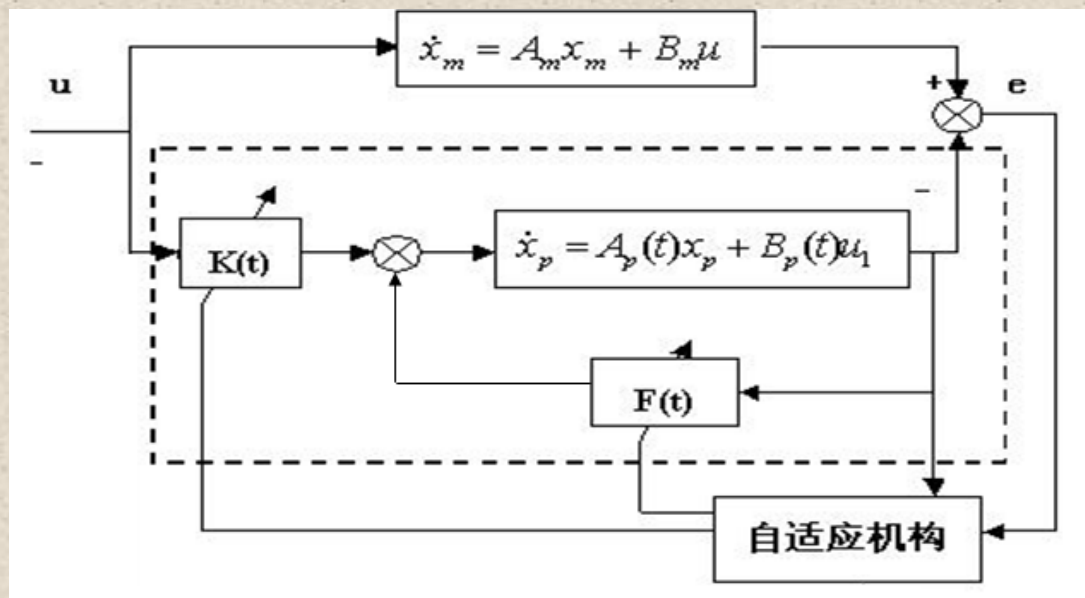 ẋₘ = Aₘxₘ + Bₘu
u
+
e
–
–
K(t)
ẋₚ = Aₚ(t)xₚ + Bₚ(t)u₁
F(t)
自适应机构